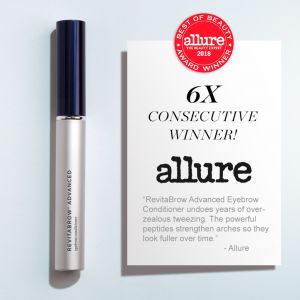 BEST OF BEAUTY
allure
THE BEAUTY EXPERT
2018
AWARD WINNER
6X
CONSECUTIVE
WINNER!
allure
"RevitaBrow Advanced Eyebrow
Conditioner undoes years of over-
zealous tweezing. The powerful
peptides strengthen arches so they
look fuller over time."
- Allure
REVITABROW® ADVANCED
eyebrow conditioner